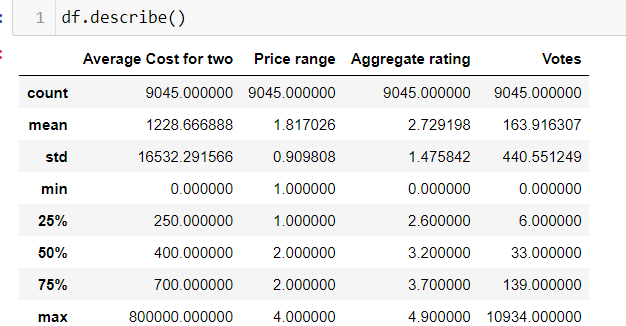 1 df.describe()
Average Cost for two Price range Aggregate rating Votes
count 9045.000000 9045.000000 9045.000000 9045.000000
mean 1228.666888 1.817026 2.729198 163.916307
std 16532.291566 0.909808 1.475842 440.551249
min 0.000000 1.000000 0.000000 0.000000
25% 250.000000 1.000000 2.600000 6.000000
50% 400.000000 2.000000 3.200000 33.000000
75% 700.000000 2.000000 3.700000 139.000000
max 800000.000000 4.000000 4.900000 10934.000000